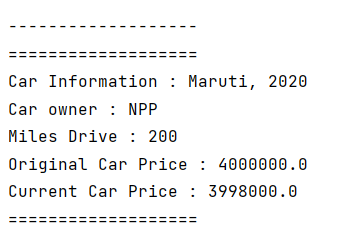 -------------------
===================
Car Information : Maruti, 2020
Car owner : NPP
Miles Drive : 200
Original Car Price : 4000000.0
Current Car Price : 3998000.0
===================